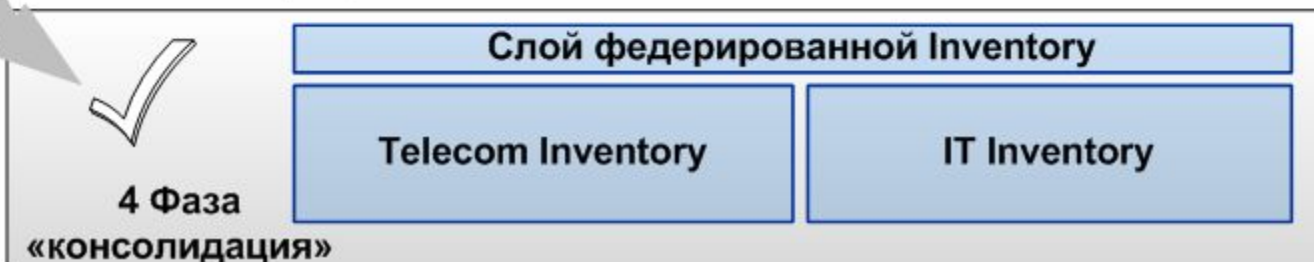 Слой федерированной Inventory
Telecom Inventory
IT Inventory
4 Фаза
«консолидация»